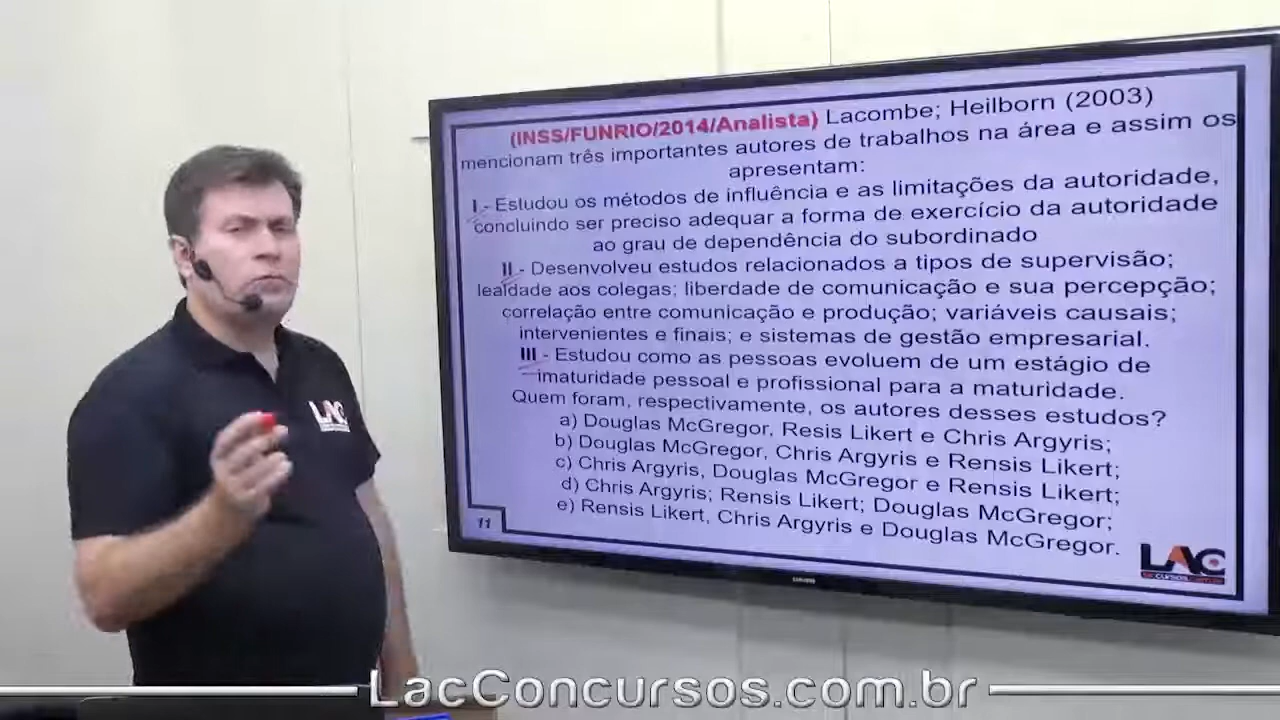 (INSS/FUNRIO/2014/Analista) Lacombe; Heilborn (2003)
mencionam três importantes autores de trabalhos na área e assim os
apresentam:
I - Estudou os métodos de influência e as limitações da autoridade,
concluindo ser preciso adequar a forma de exercício da autoridade
ao grau de dependência do subordinado
II - Desenvolveu estudos relacionados a tipos de supervisão;
lealdade aos colegas; liberdade de comunicação e sua percepção;
correlação entre comunicação e produção; variáveis causais;
intervenientes e finais; e sistemas de gestão empresarial.
III - Estudou como as pessoas evoluem de um estágio de
imaturidade pessoal e profissional para a maturidade.
Quem foram, respectivamente, os autores desses estudos?
a) Douglas McGregor, Resis Likert e Chris Argyris;
b) Douglas McGregor, Chris Argyris e Rensis Likert;
c) Chris Argyris, Douglas McGregor e Rensis Likert;
d) Chris Argyris; Rensis Likert; Douglas McGregor;
e) Rensis Likert, Chris Argyris e Douglas McGregor.
11
LAC
LAC
LacConcursos.com.br